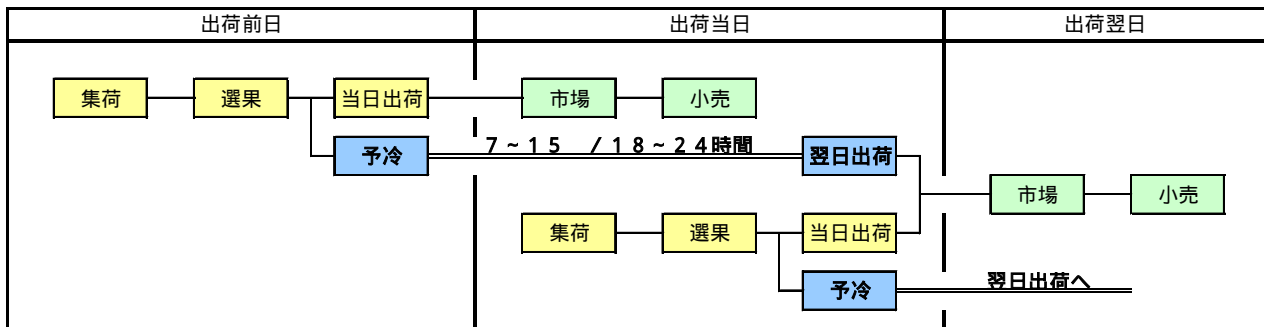 出荷前日 出荷当日 出荷翌日
集荷 選果 当日出荷 市場 小売
予冷 7~15 /18~24時間 翌日出荷
市場 小売
集荷 選果 当日出荷
予冷 翌日出荷へ